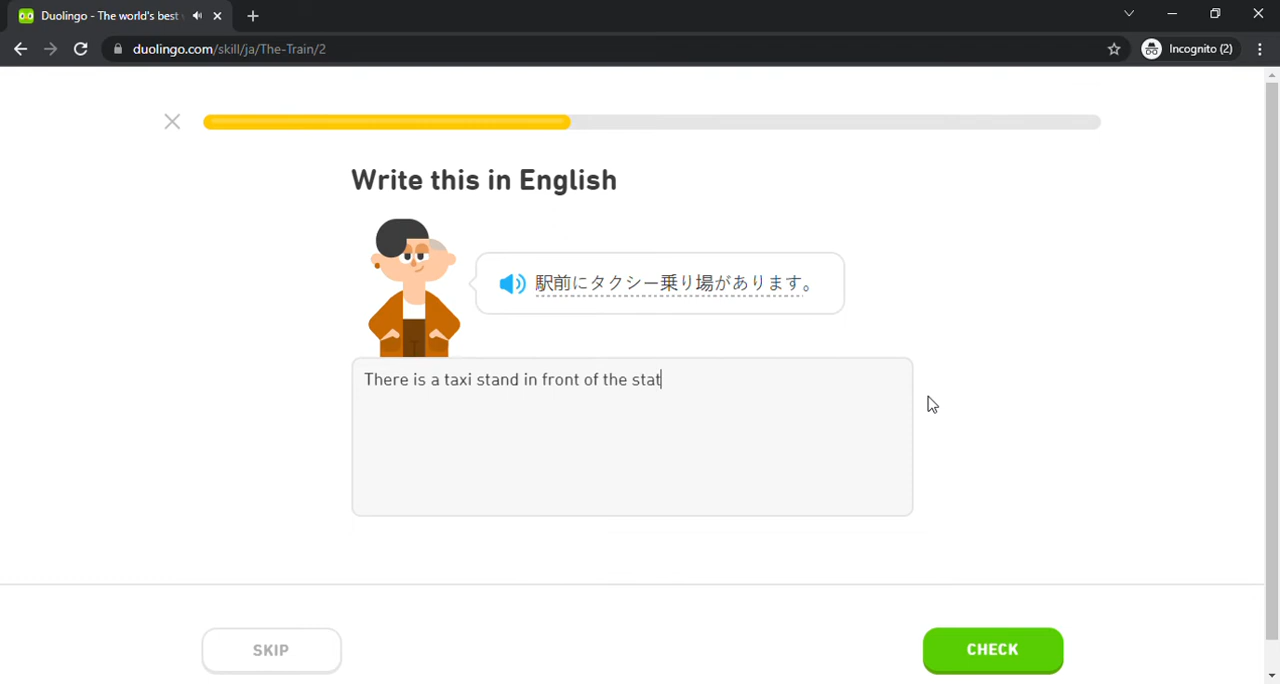 Duolingo - The world's best
duolingo.com/skill/ja/The-Train/2
Incognito (2)
Write this in English
駅前にタクシー乗り場があります。
There is a taxi stand in front of the stat
SKIP
CHECK